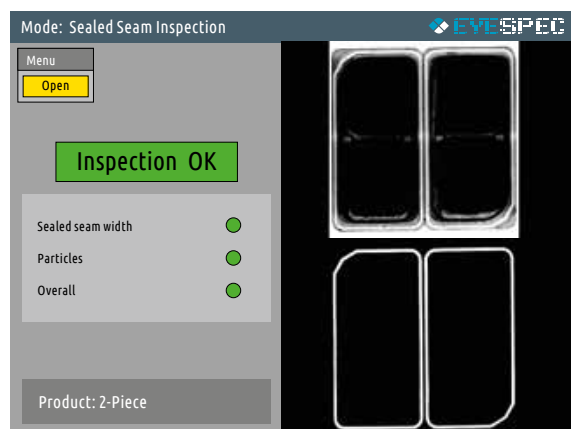 Mode: Sealed Seam Inspection
EYESPEC
Menu
Open
Inspection OK
Sealed seam width
Particles
Overall
Product: 2-Piece